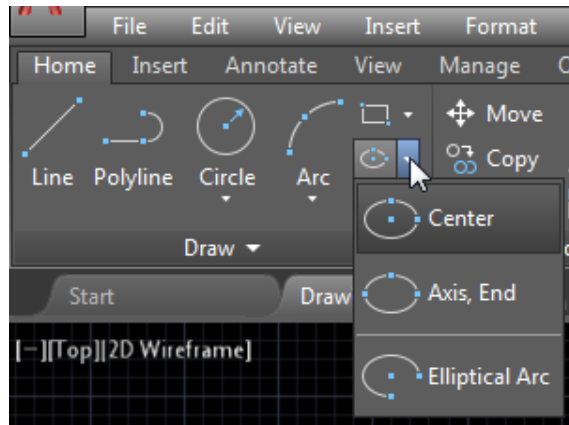 File Edit View Insert Format
Home Insert Annotate View Manage
Move
Copy
Line Polyline Circle Arc
Center
Draw
Start
Draw
Axis, End
[−][Top][2D Wireframe]
Elliptical Arc